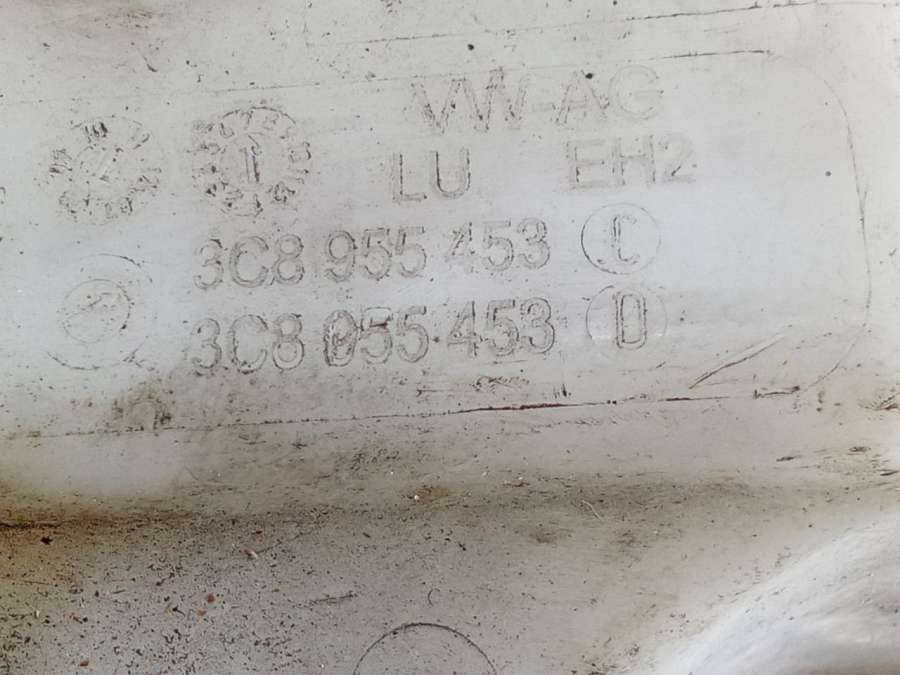 VW-AG
LU EH2
3C8 955 453 C
3C8 955 453 D